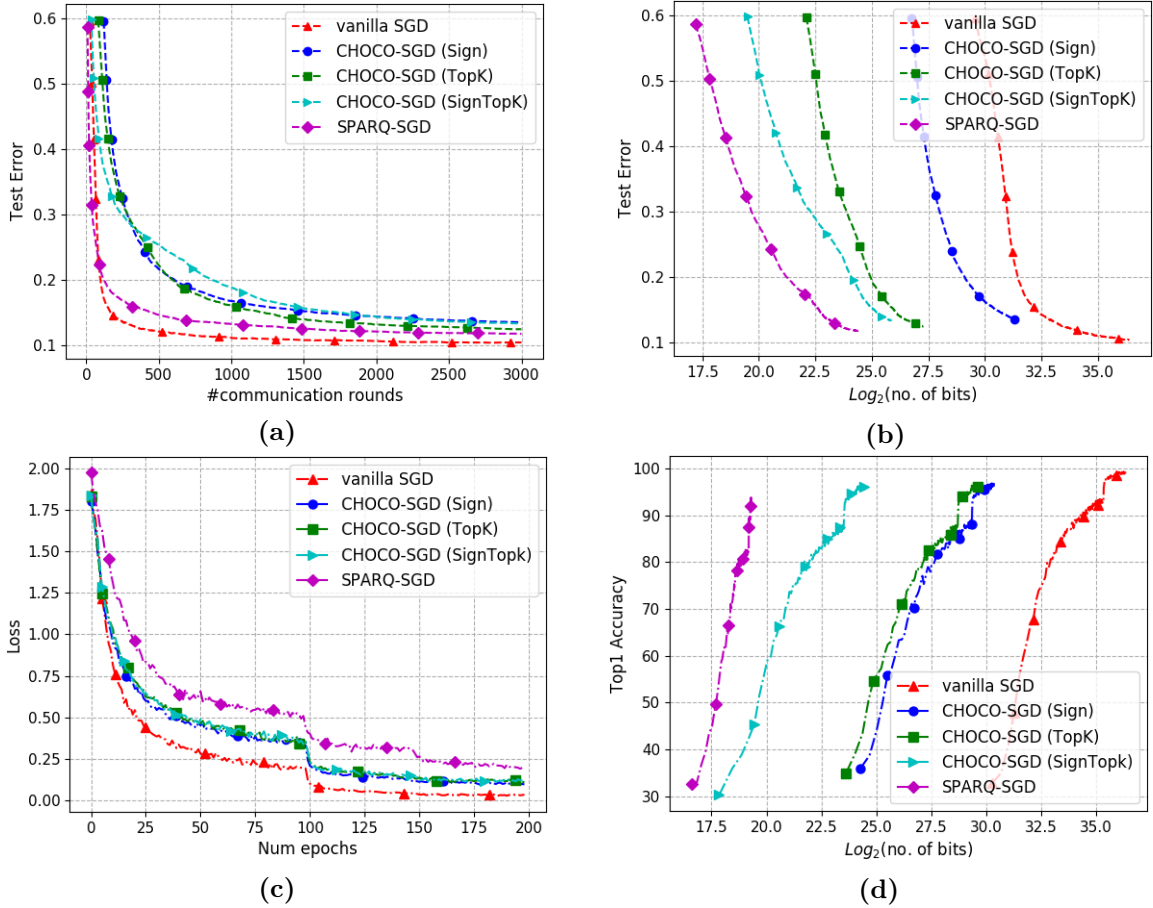 0.6
0.5
0.4
0.3
0.2
0.1
Test Error
0 500 1000 1500 2000 2500 3000
#communication rounds
vanilla SGD
CHOCO-SGD (Sign)
CHOCO-SGD (TopK)
CHOCO-SGD (SignTopK)
SPARQ-SGD
(a)
0.6
0.5
0.4
0.3
0.2
0.1
Test Error
17.5 20.0 22.5 25.0 27.5 30.0 32.5 35.0
Log2(no. of bits)
vanilla SGD
CHOCO-SGD (Sign)
CHOCO-SGD (TopK)
CHOCO-SGD (SignTopK)
SPARQ-SGD
(b)
2.00
1.75
1.50
1.25
1.00
0.75
0.50
0.25
0.00
Loss
0 25 50 75 100 125 150 175 200
Num epochs
vanilla SGD
CHOCO-SGD (Sign)
CHOCO-SGD (TopK)
CHOCO-SGD (SignTopk)
SPARQ-SGD
(c)
100
90
80
70
60
50
40
30
Top1 Accuracy
17.5 20.0 22.5 25.0 27.5 30.0 32.5 35.0
Log2(no. of bits)
vanilla SGD
CHOCO-SGD (Sign)
CHOCO-SGD (TopK)
CHOCO-SGD (SignTopk)
SPARQ-SGD
(d)